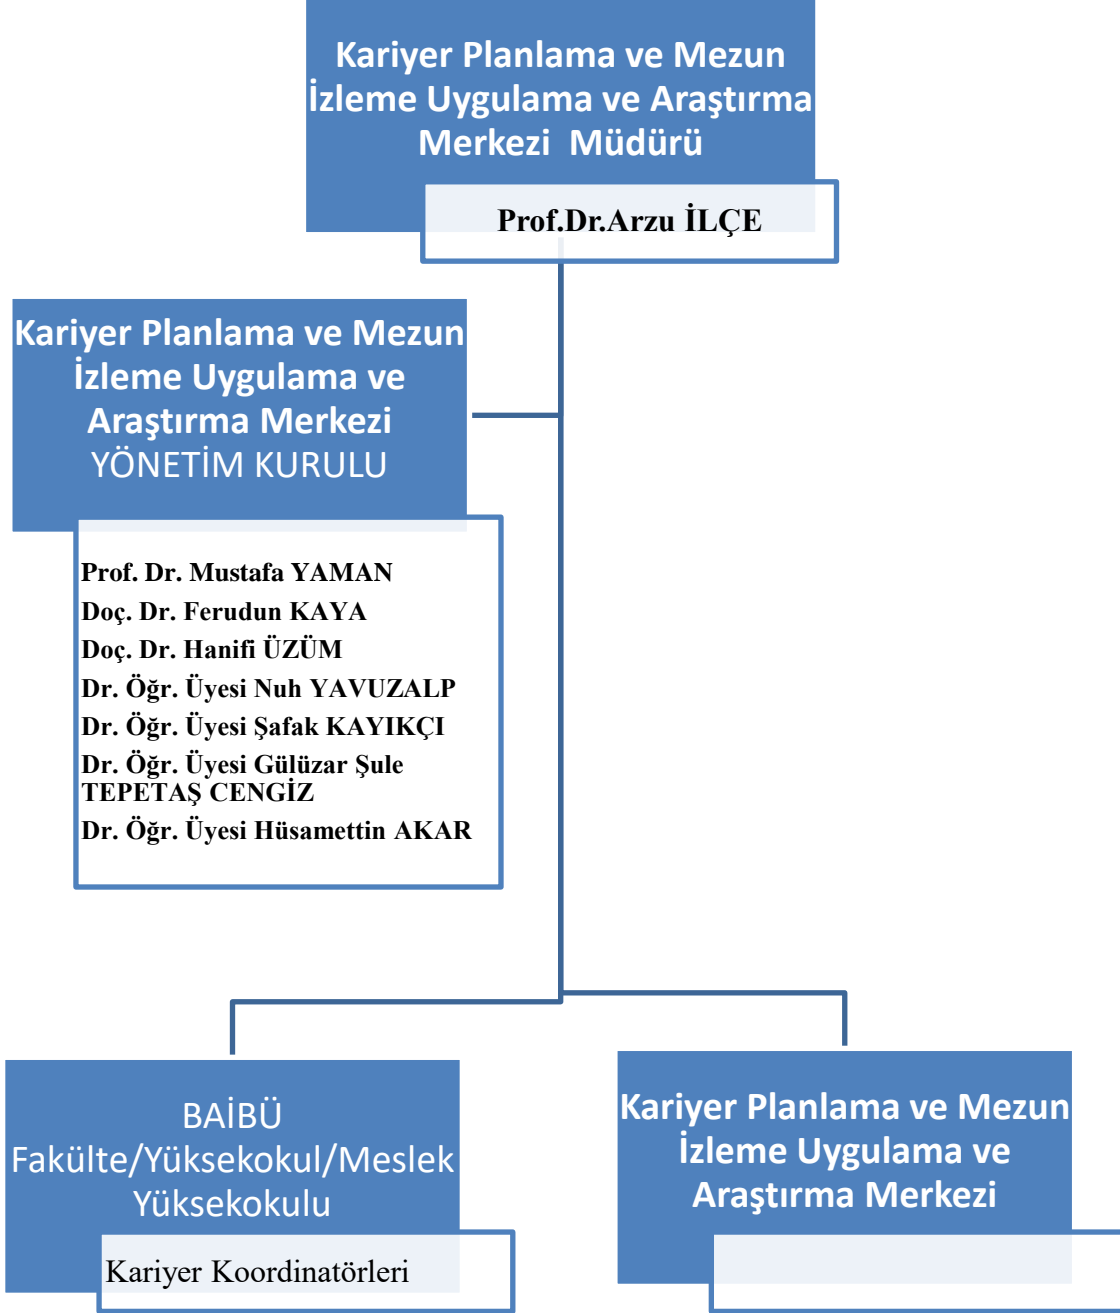 Kariyer Planlama ve Mezun
İzleme Uygulama ve Araştırma
Merkezi  Müdürü
Prof.Dr.Arzu İLÇE
Kariyer Planlama ve Mezun
İzleme Uygulama ve
Araştırma Merkezi
YÖNETİM KURULU
Prof. Dr. Mustafa YAMAN
Doç. Dr. Ferudun KAYA
Doç. Dr. Hanifi ÜZÜM
Dr. Öğr. Üyesi Nuh YAVUZALP
Dr. Öğr. Üyesi Şafak KAYIKÇI
Dr. Öğr. Üyesi Gülüzar Şule
TEPETAŞ CENGİZ
Dr. Öğr. Üyesi Hüsamettin AKAR
BAİBÜ
Fakülte/Yüksekokul/Meslek
Yüksekokulu
Kariyer Koordinatörleri
Kariyer Planlama ve Mezun
İzleme Uygulama ve
Araştırma Merkezi